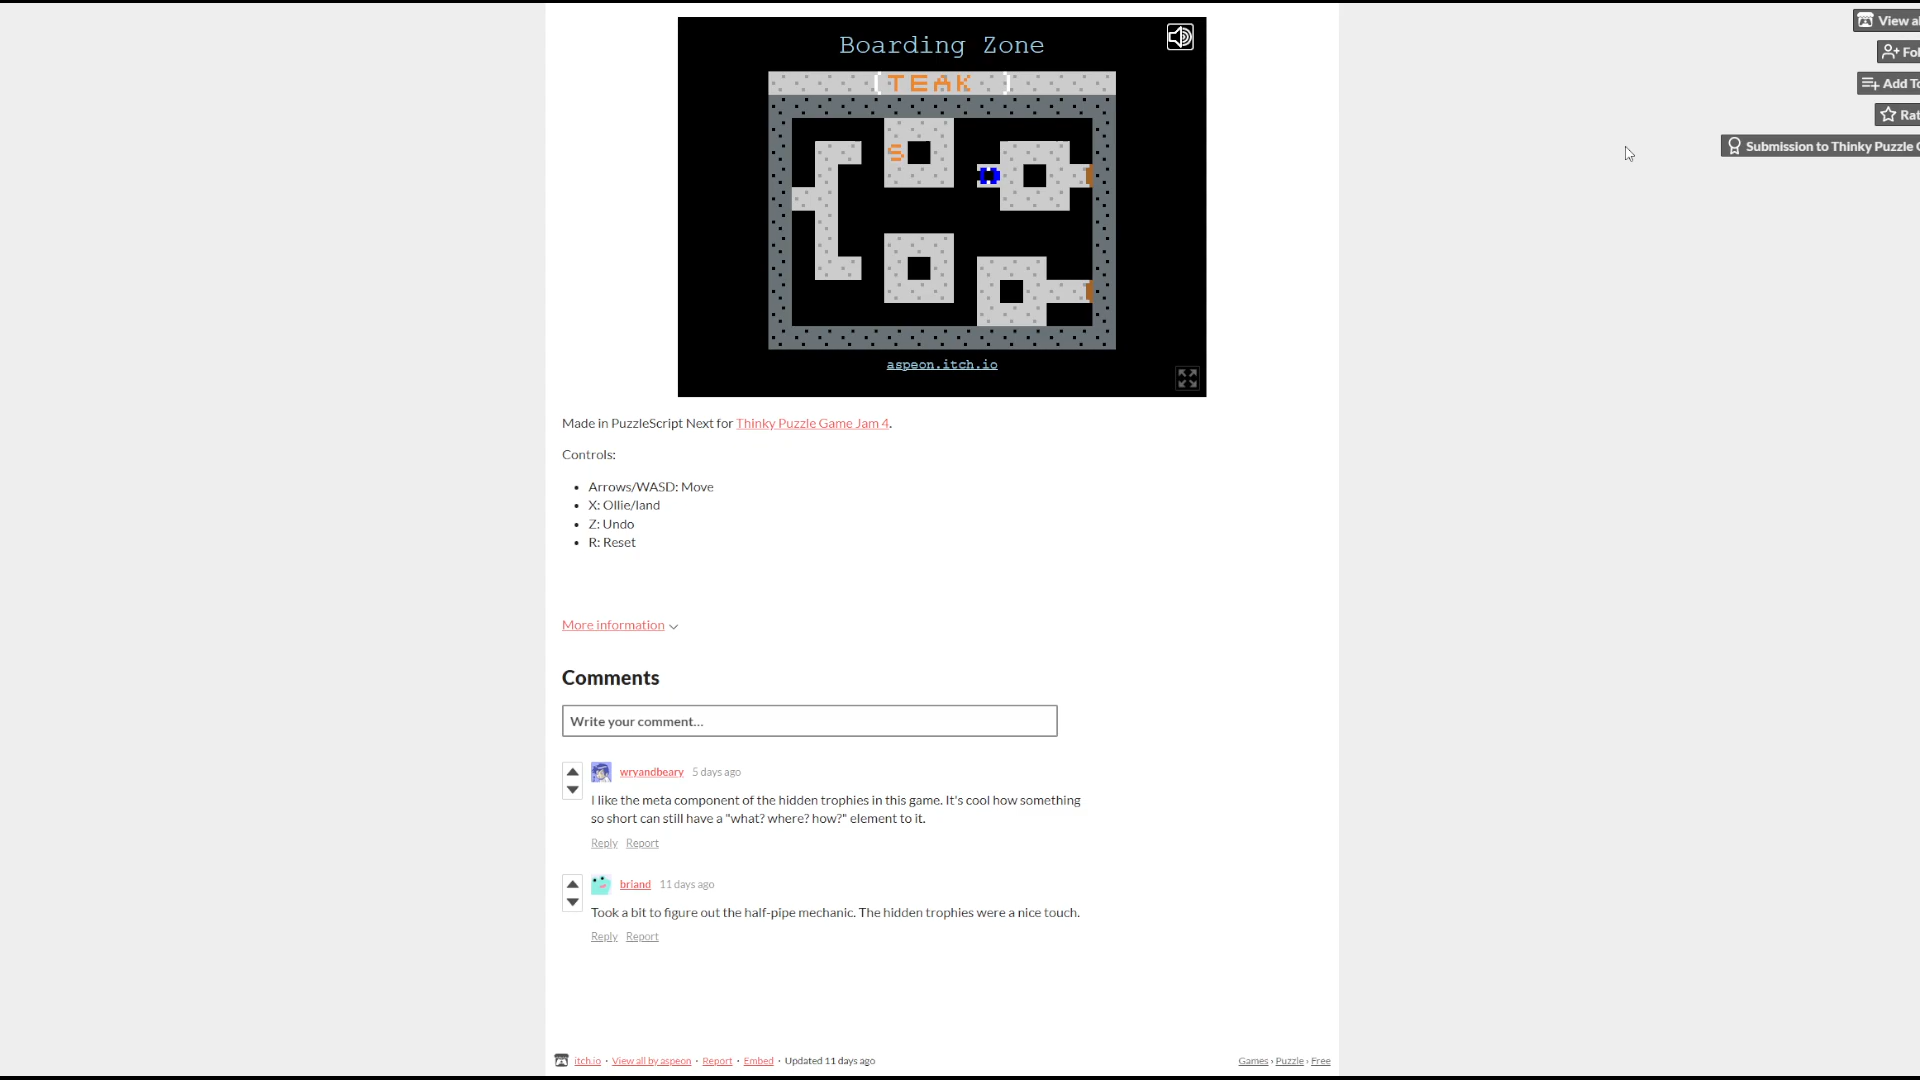 Boarding Zone
( TEAK )
S
aspeon.itch.io
View al
Fol
Add To
Rat
Submission to Thinky Puzzle G
Made in PuzzleScript Next for Thinky Puzzle Game Jam 4.
Controls:
• Arrows/WASD: Move
• X: Ollie/land
• Z: Undo
• R: Reset
More information
Comments
Write your comment...
wryandbeary 5 days ago
I like the meta component of the hidden trophies in this game. It's cool how something
so short can still have a "what? where? how?" element to it.
Reply Report
briand 11 days ago
Took a bit to figure out the half-pipe mechanic. The hidden trophies were a nice touch.
Reply Report
itch.io · View all by aspeon · Report · Embed · Updated 11 days ago
Games › Puzzle › Free